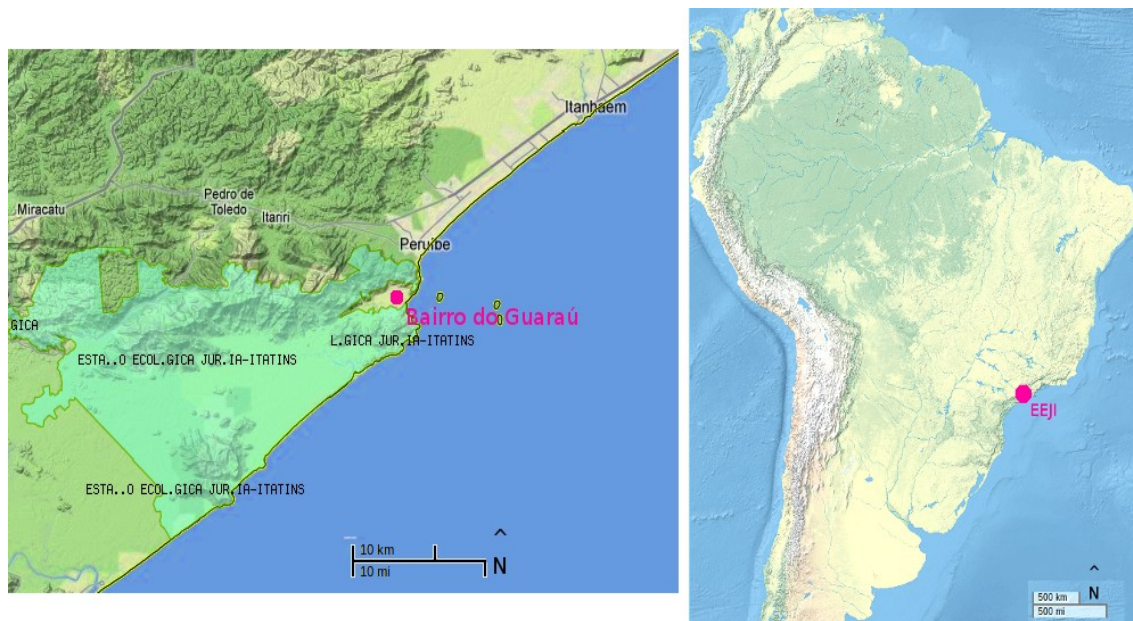 Itanhaem
Pedro de
Toledo
Miracatu
Itariri
Peruíbe
Bairro do Guaraú
GICA
L.GICA JUR.IA-ITATINS
ESTA..O ECOL.GICA JUR.IA-ITATINS
ESTA..O ECOL.GICA JUR.IA-ITATINS
10 km
10 mi
^
N
EEJI
500 km
500 mi
^
N